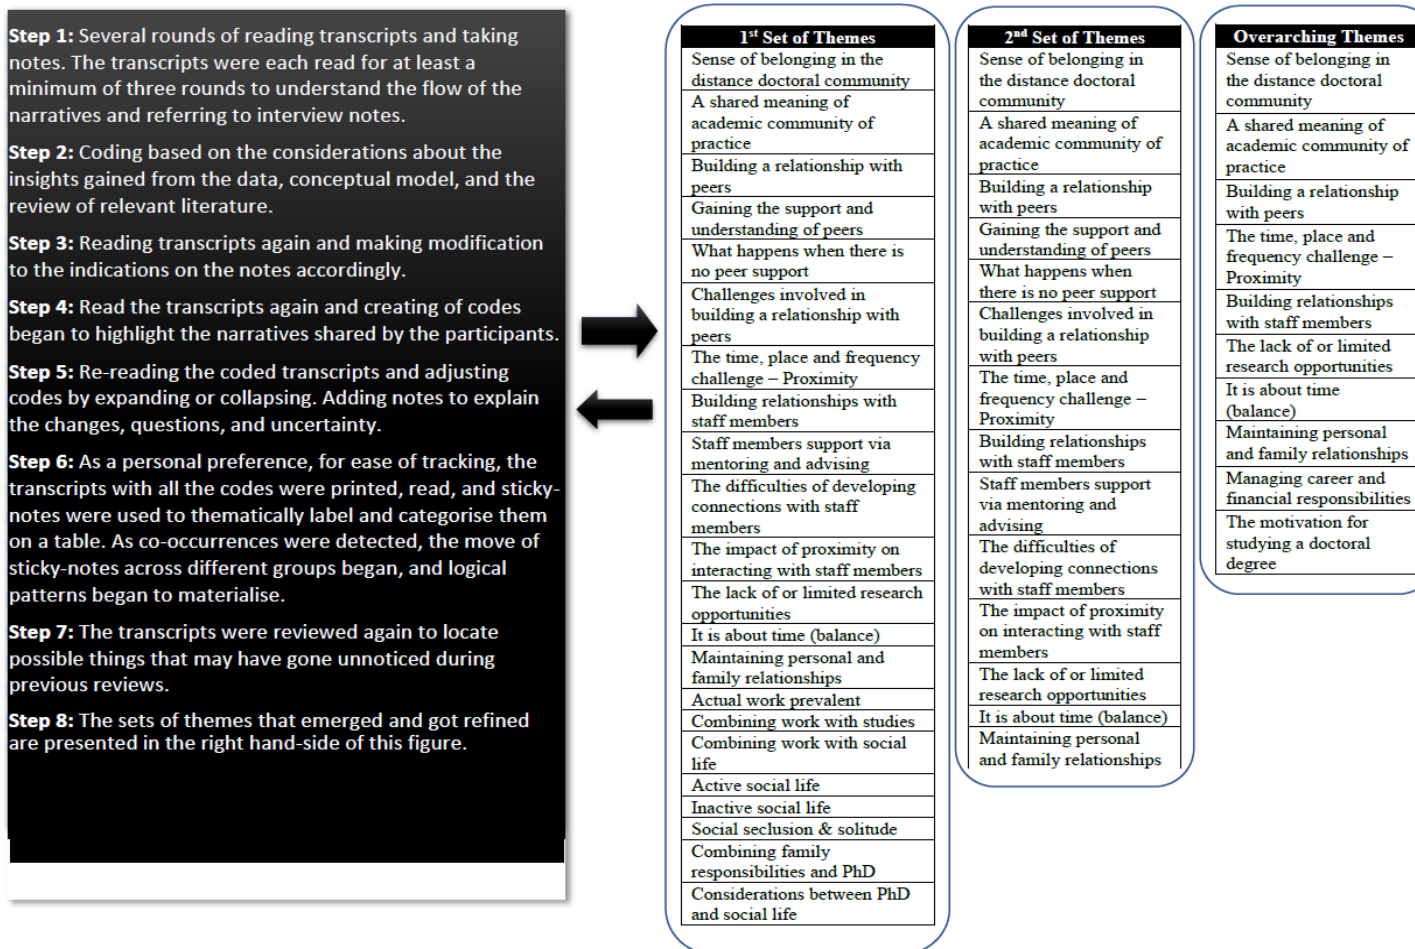 Step 1: Several rounds of reading transcripts and taking
notes. The transcripts were each read for at least a
minimum of three rounds to understand the flow of the
narratives and referring to interview notes.
Step 2: Coding based on the considerations about the
insights gained from the data, conceptual model, and the
review of relevant literature.
Step 3: Reading transcripts again and making modification
to the indications on the notes accordingly.
Step 4: Read the transcripts again and creating of codes
began to highlight the narratives shared by the participants.
Step 5: Re-reading the coded transcripts and adjusting
codes by expanding or collapsing. Adding notes to explain
the changes, questions, and uncertainty.
Step 6: As a personal preference, for ease of tracking, the
transcripts with all the codes were printed, read, and sticky-
notes were used to thematically label and categorise them
on a table. As co-occurrences were detected, the move of
sticky-notes across different groups began, and logical
patterns began to materialise.
Step 7: The transcripts were reviewed again to locate
possible things that may have gone unnoticed during
previous reviews.
Step 8: The sets of themes that emerged and got refined
are presented in the right hand-side of this figure.
1st Set of Themes
Sense of belonging in the
distance doctoral community
A shared meaning of
academic community of
practice
Building a relationship with
peers
Gaining the support and
understanding of peers
What happens when there is
no peer support
Challenges involved in
building a relationship with
peers
The time, place and frequency
challenge – Proximity
Building relationships with
staff members
Staff members support via
mentoring and advising
The difficulties of developing
connections with staff
members
The impact of proximity on
interacting with staff members
The lack of or limited research
opportunities
It is about time (balance)
Maintaining personal and
family relationships
Actual work prevalent
Combining work with studies
Combining work with social
life
Active social life
Inactive social life
Social seclusion & solitude
Combining family
responsibilities and PhD
Considerations between PhD
and social life
2nd Set of Themes
Sense of belonging in
the distance doctoral
community
A shared meaning of
academic community of
practice
Building a relationship
with peers
Gaining the support and
understanding of peers
What happens when
there is no peer support
Challenges involved in
building a relationship
with peers
The time, place and
frequency challenge –
Proximity
Building relationships
with staff members
Staff members support
via mentoring and
advising
The difficulties of
developing connections
with staff members
The impact of proximity
on interacting with staff
members
The lack of or limited
research opportunities
It is about time (balance)
Maintaining personal
and family relationships
Overarching Themes
Sense of belonging in
the distance doctoral
community
A shared meaning of
academic community of
practice
Building a relationship
with peers
The time, place and
frequency challenge –
Proximity
Building relationships
with staff members
The lack of or limited
research opportunities
It is about time
(balance)
Maintaining personal
and family relationships
Managing career and
financial responsibilities
The motivation for
studying a doctoral
degree